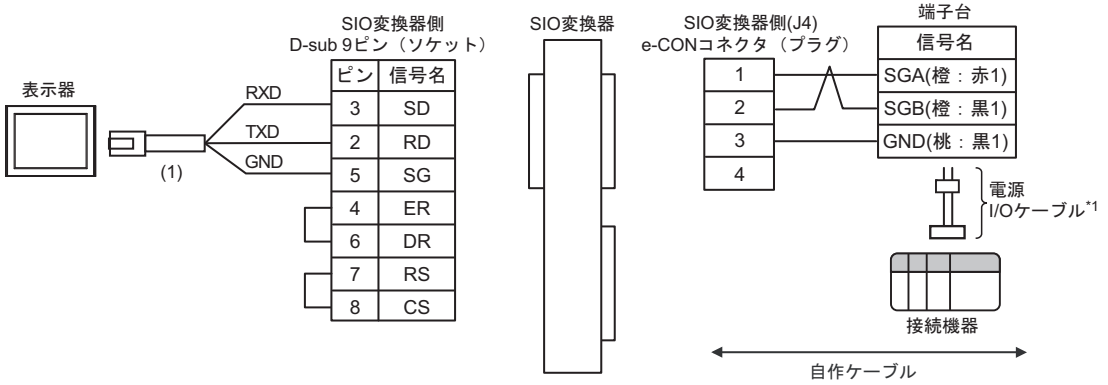 表示器
(1)
RXD
TXD
GND
SIO変換器側
D-sub 9ピン（ソケット）
ピン 信号名
3 SD
2 RD
5 SG
4 ER
6 DR
7 RS
8 CS
SIO変換器
SIO変換器側(J4)
e-CONコネクタ（プラグ）
1
2
3
4
端子台
信号名
SGA(橙：赤1)
SGB(橙：黒1)
GND(桃：黒1)
電源
I/Oケーブル*1
接続機器
自作ケーブル